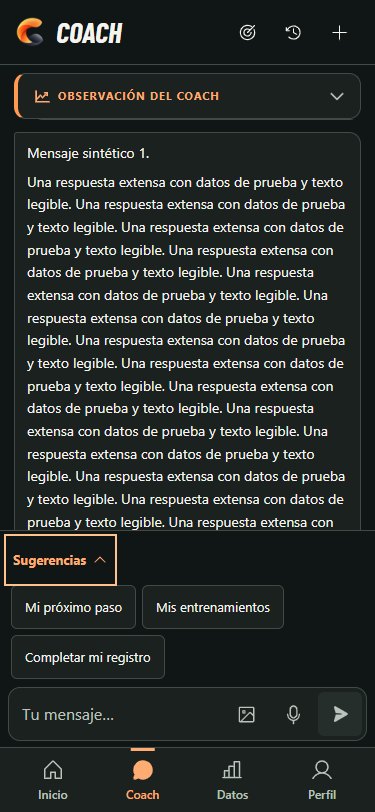 COACH
OBSERVACIÓN DEL COACH
Mensaje sintético 1.
Una respuesta extensa con datos de prueba y texto
legible. Una respuesta extensa con datos de prueba
y texto legible. Una respuesta extensa con datos de
prueba y texto legible. Una respuesta extensa con
datos de prueba y texto legible. Una respuesta
extensa con datos de prueba y texto legible. Una
respuesta extensa con datos de prueba y texto
legible. Una respuesta extensa con datos de prueba
y texto legible. Una respuesta extensa con datos de
prueba y texto legible. Una respuesta extensa con
datos de prueba y texto legible. Una respuesta
extensa con datos de prueba y texto legible. Una
respuesta extensa con datos de prueba y texto
legible. Una respuesta extensa con datos de prueba
y texto legible. Una respuesta extensa con datos de
prueba y texto legible. Una respuesta extensa con
Sugerencias
Mi próximo paso
Mis entrenamientos
Completar mi registro
Tu mensaje...
Inicio
Coach
Datos
Perfil